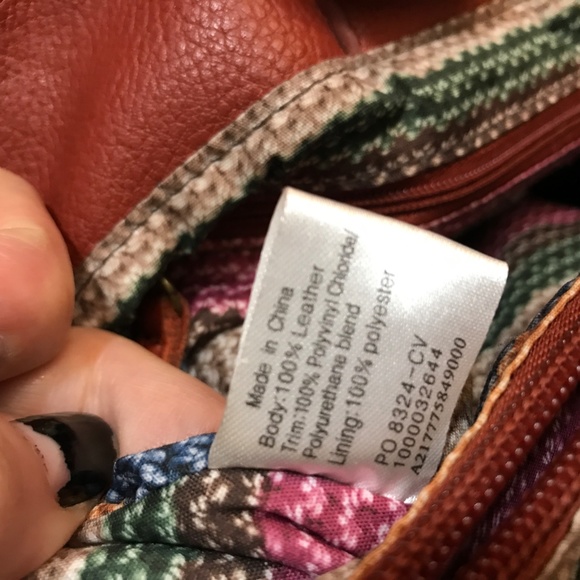 Made in China
Body:100% Leather
Trim:100% Polyvinyl Chloride/
Polyurethane blend
Lining:100% polyester
PO 8324-CV
1000032644
A217775849000